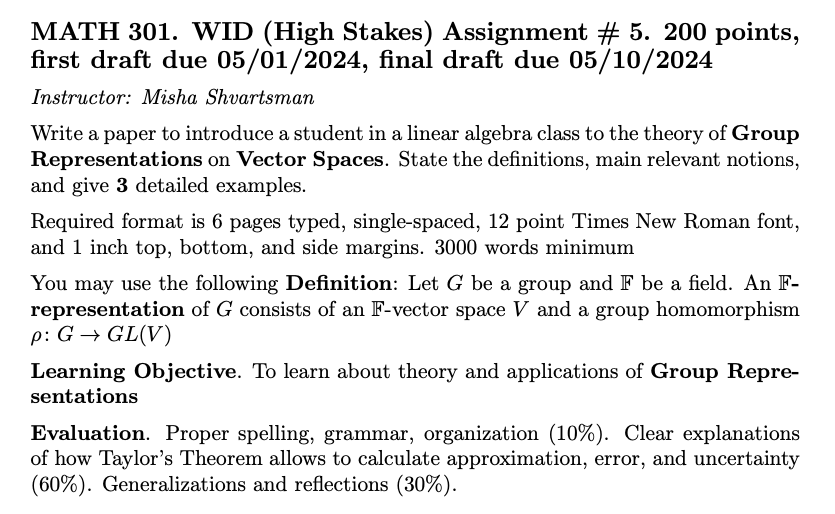 MATH 301. WID (High Stakes) Assignment # 5. 200 points,
first draft due 05/01/2024, final draft due 05/10/2024
Instructor: Misha Shvartsman
Write a paper to introduce a student in a linear algebra class to the theory of Group
Representations on Vector Spaces. State the definitions, main relevant notions,
and give 3 detailed examples.
Required format is 6 pages typed, single-spaced, 12 point Times New Roman font,
and 1 inch top, bottom, and side margins. 3000 words minimum
You may use the following Definition: Let G be a group and 𝔽 be a field. An 𝔽-
representation of G consists of an 𝔽-vector space V and a group homomorphism
ρ: G → GL(V)
Learning Objective. To learn about theory and applications of Group Repre-
sentations
Evaluation. Proper spelling, grammar, organization (10%). Clear explanations
of how Taylor's Theorem allows to calculate approximation, error, and uncertainty
(60%). Generalizations and reflections (30%).